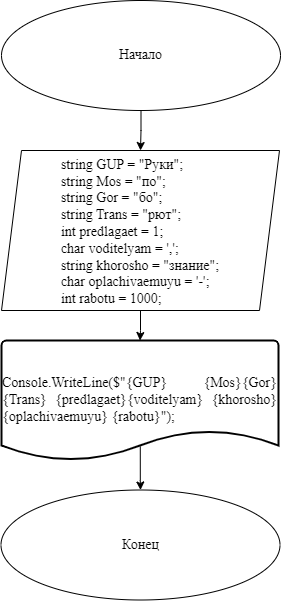 Начало
string GUP = "Руки";
string Mos = "по";
string Gor = "бо";
string Trans = "рют";
int predlagaet = 1;
char voditelyam = ',';
string khorosho = "знание";
char oplachivaemuyu = '-';
int rabotu = 1000;
Console.WriteLine($"{GUP} {Mos}{Gor}
{Trans} {predlagaet}{voditelyam} {khorosho}
{oplachivaemuyu} {rabotu}");
Конец